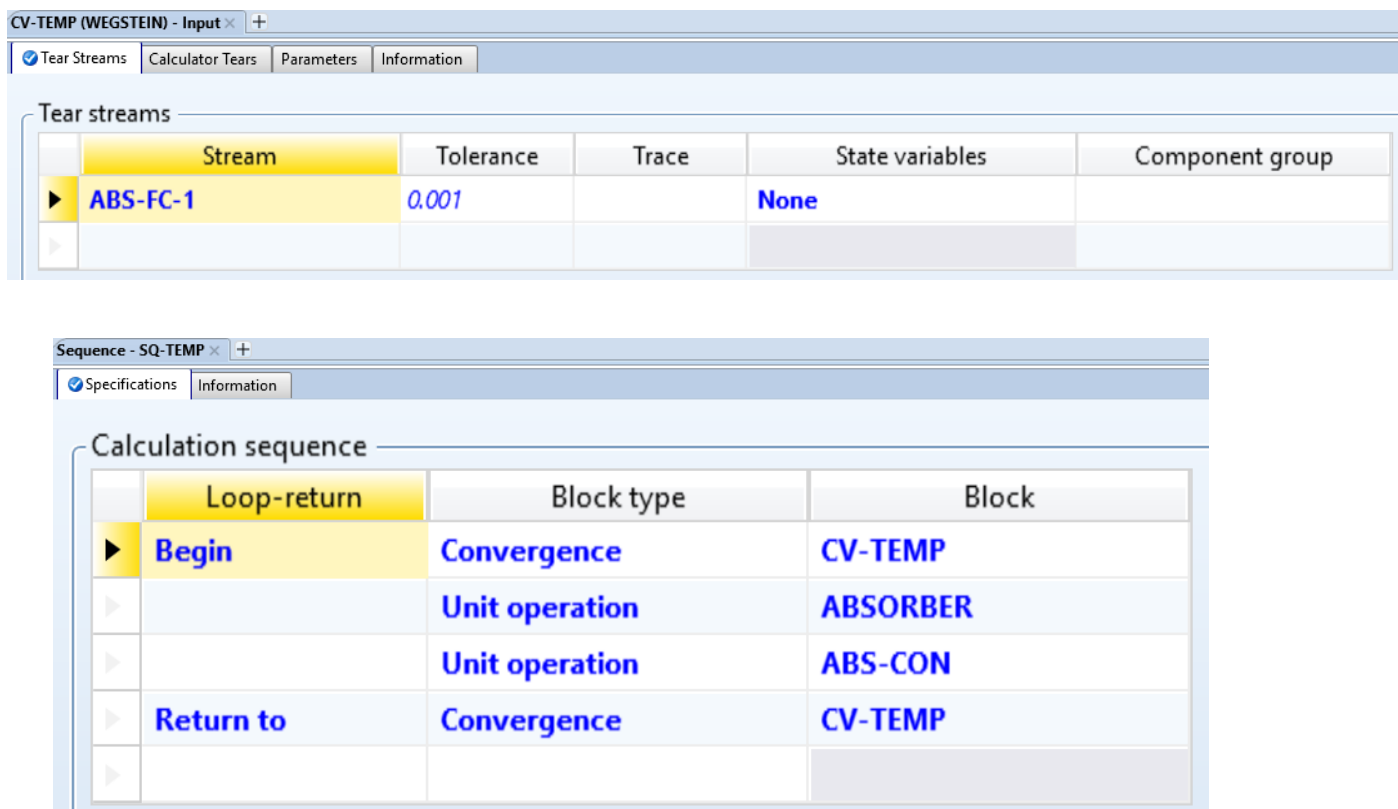 CV-TEMP (WEGSTEIN) - Input × +
Tear Streams Calculator Tears Parameters Information
Tear streams
Stream Tolerance Trace State variables Component group
ABS-FC-1 0.001 None
Sequence - SQ-TEMP × +
Specifications Information
Calculation sequence
Loop-return Block type Block
Begin Convergence CV-TEMP
Unit operation ABSORBER
Unit operation ABS-CON
Return to Convergence CV-TEMP